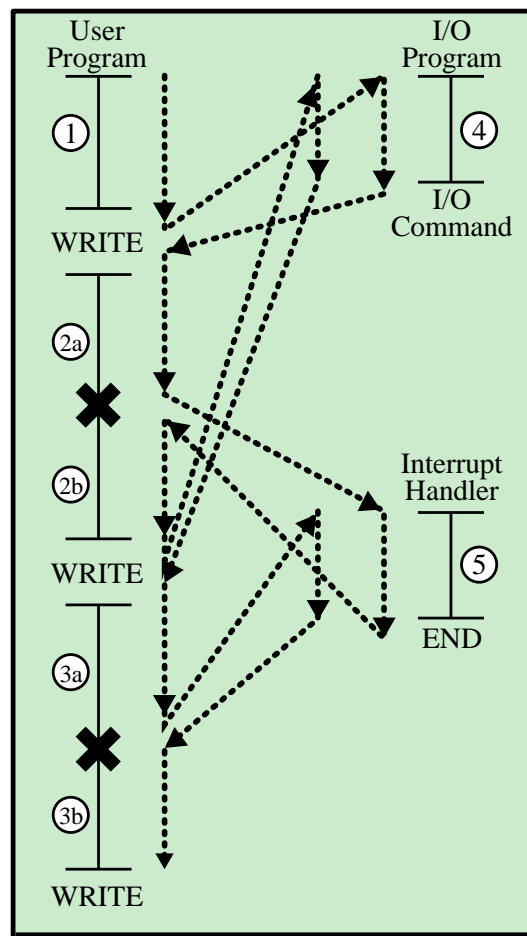 User
Program
1
WRITE
2a
2b
WRITE
3a
3b
WRITE
I/O
Program
4
I/O
Command
Interrupt
Handler
5
END